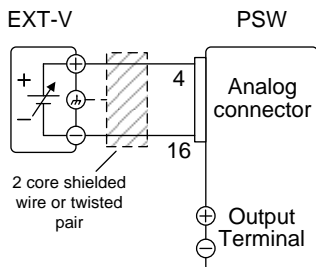 EXT-V
PSW
+
−
+
−
4
16
Analog
connector
2 core shielded
wire or twisted
pair
+
−
Output
Terminal